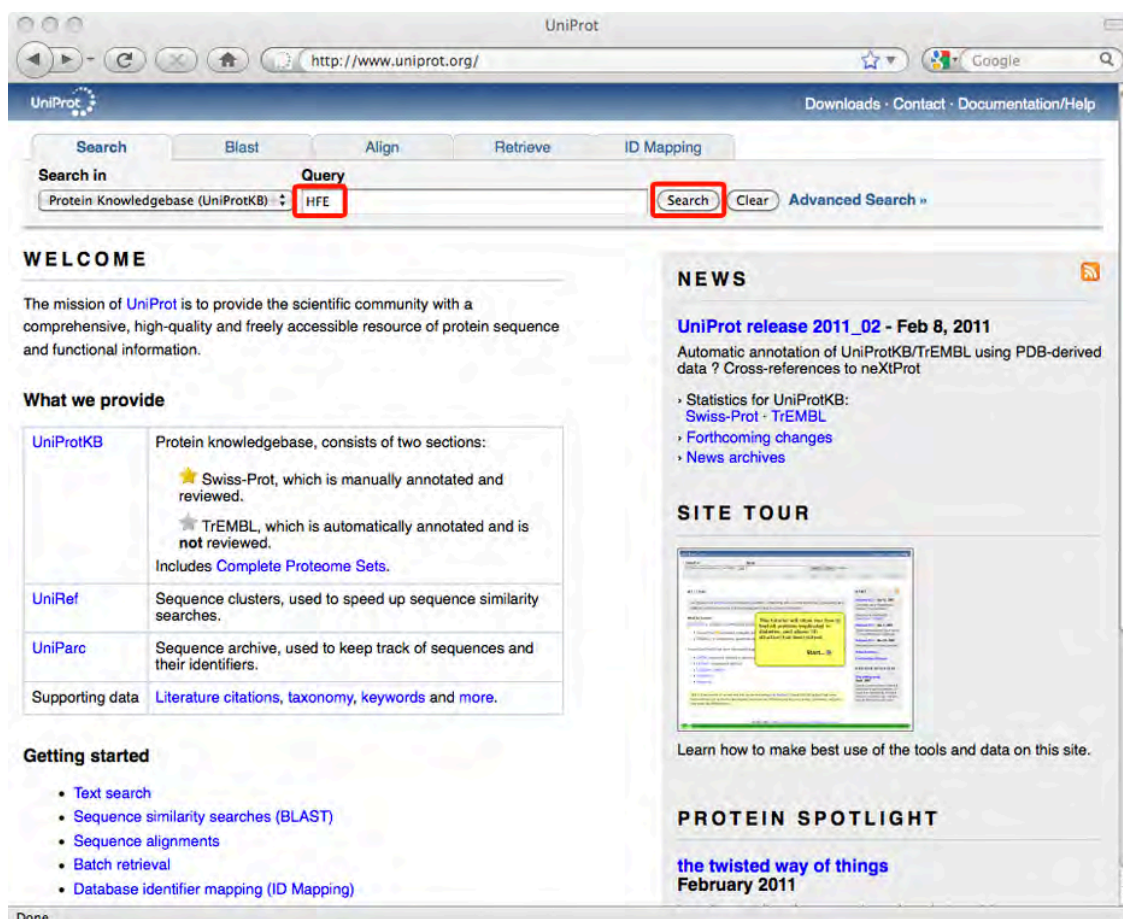 UniProt
http://www.uniprot.org/
Google
UniProt
Downloads · Contact · Documentation/Help
Search Blast Align Retrieve ID Mapping
Search in Query
Protein Knowledgebase (UniProtKB) HFE Search Clear Advanced Search »
WELCOME
The mission of UniProt is to provide the scientific community with a
comprehensive, high-quality and freely accessible resource of protein sequence
and functional information.
What we provide
UniProtKB Protein knowledgebase, consists of two sections:
Swiss-Prot, which is manually annotated and
reviewed.
TrEMBL, which is automatically annotated and is
not reviewed.
Includes Complete Proteome Sets.
UniRef Sequence clusters, used to speed up sequence similarity
searches.
UniParc Sequence archive, used to keep track of sequences and
their identifiers.
Supporting data Literature citations, taxonomy, keywords and more.
Getting started
• Text search
• Sequence similarity searches (BLAST)
• Sequence alignments
• Batch retrieval
• Database identifier mapping (ID Mapping)
NEWS
UniProt release 2011_02 - Feb 8, 2011
Automatic annotation of UniProtKB/TrEMBL using PDB-derived
data ? Cross-references to neXtProt
› Statistics for UniProtKB:
Swiss-Prot · TrEMBL
› Forthcoming changes
› News archives
SITE TOUR
Start...
Learn how to make best use of the tools and data on this site.
PROTEIN SPOTLIGHT
the twisted way of things
February 2011
Done